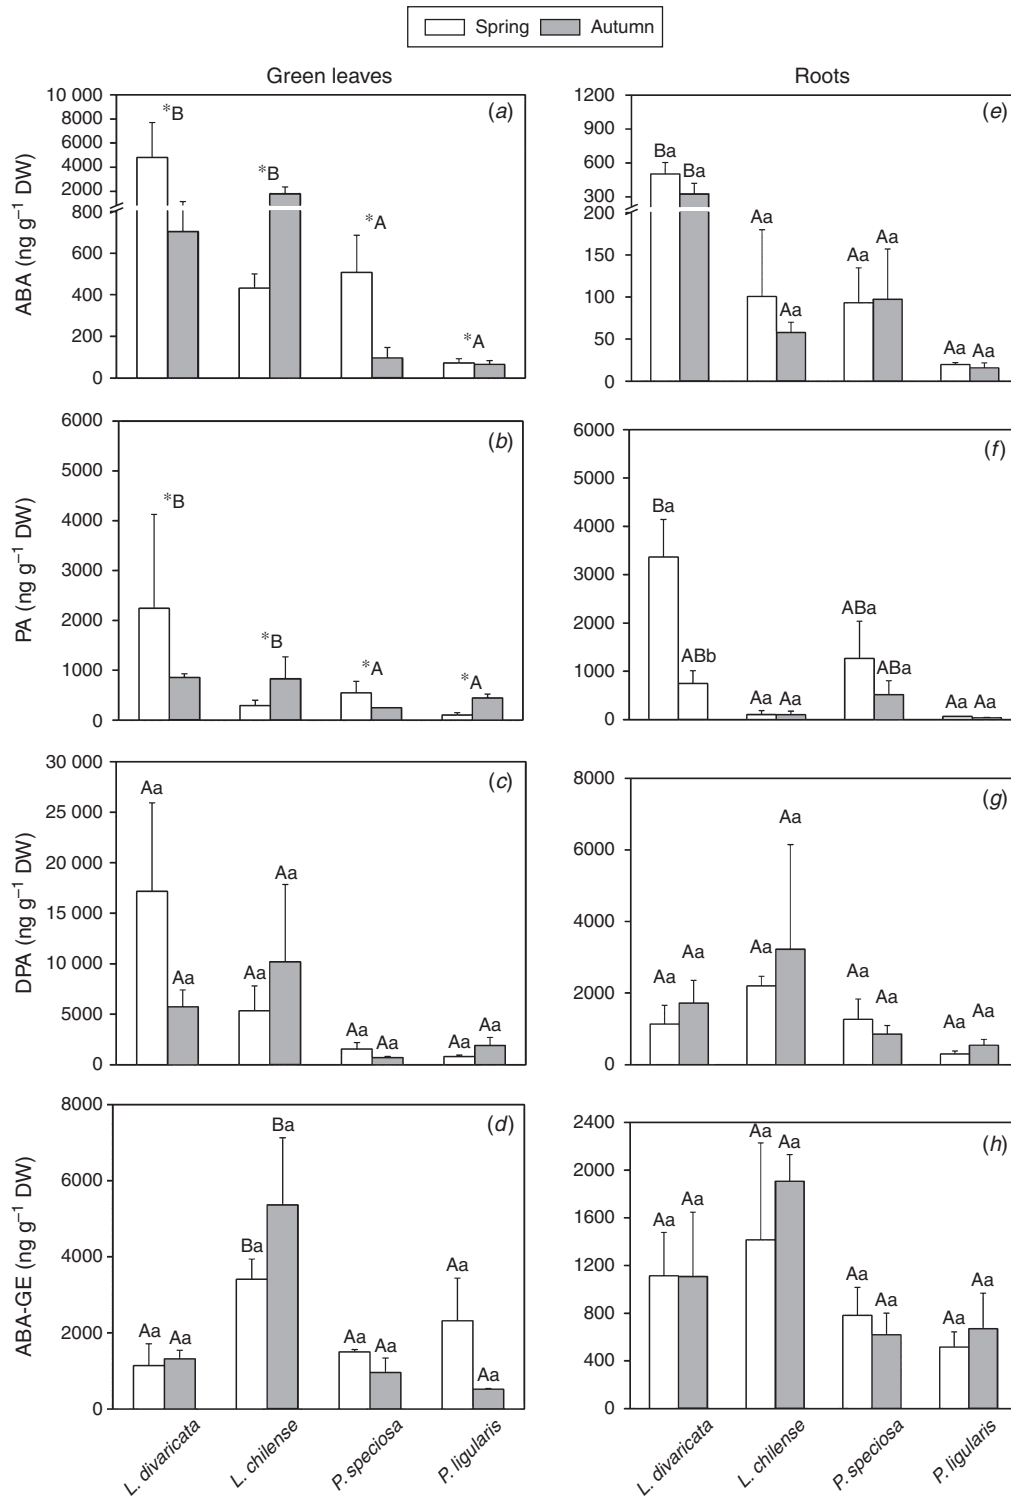 Spring Autumn
Green leaves
Roots
ABA (ng g⁻¹ DW)
10 000
8000
6000
4000
2000
800
600
400
200
0
*B
*B
*A
*A
(a)
1200
900
600
300
200
150
100
50
0
Ba
Ba
Aa
Aa
Aa
Aa
Aa
Aa
(e)
PA (ng g⁻¹ DW)
6000
5000
4000
3000
2000
1000
0
*B
*B
*A
*A
(b)
6000
5000
4000
3000
2000
1000
0
Ba
ABb
Aa
Aa
ABa
ABa
Aa
Aa
(f)
DPA (ng g⁻¹ DW)
30 000
25 000
20 000
15 000
10 000
5000
0
Aa
Aa
Aa
Aa
Aa
Aa
Aa
Aa
(c)
8000
6000
4000
2000
0
Aa
Aa
Aa
Aa
Aa
Aa
Aa
Aa
(g)
ABA-GE (ng g⁻¹ DW)
8000
6000
4000
2000
0
Aa
Aa
Ba
Ba
Aa
Aa
Aa
Aa
(d)
2400
2000
1600
1200
800
400
0
Aa
Aa
Aa
Aa
Aa
Aa
Aa
Aa
(h)
L. divaricata
L. chilense
P. speciosa
P. ligularis
L. divaricata
L. chilense
P. speciosa
P. ligularis